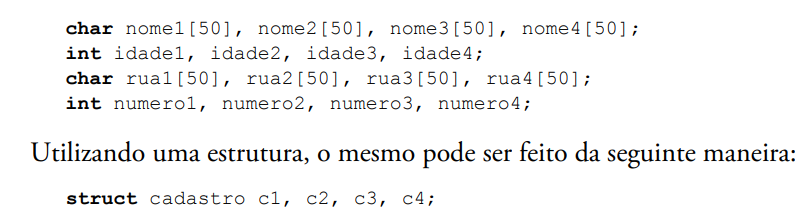 char nome1[50], nome2[50], nome3[50], nome4[50];
int idade1, idade2, idade3, idade4;
char rua1[50], rua2[50], rua3[50], rua4[50];
int numero1, numero2, numero3, numero4;
Utilizando uma estrutura, o mesmo pode ser feito da seguinte maneira:
struct cadastro c1, c2, c3, c4;